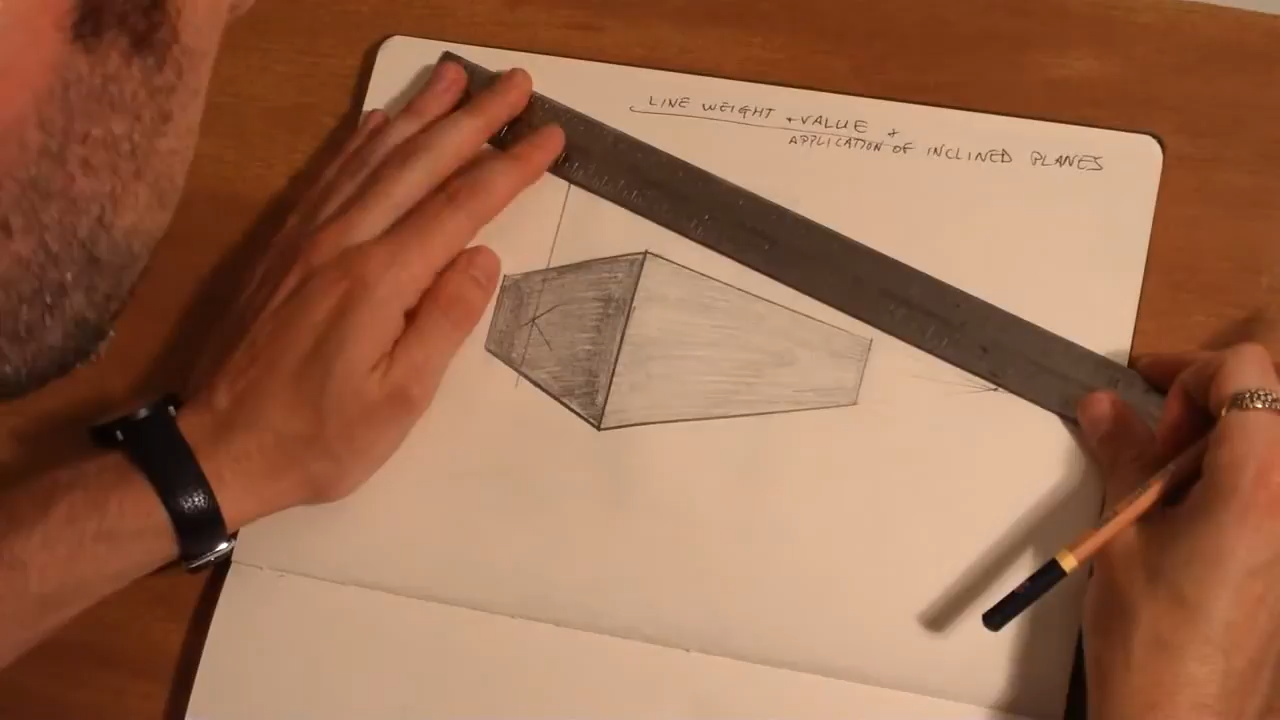 LINE WEIGHT + VALUE +
APPLICATION OF INCLINED PLANES